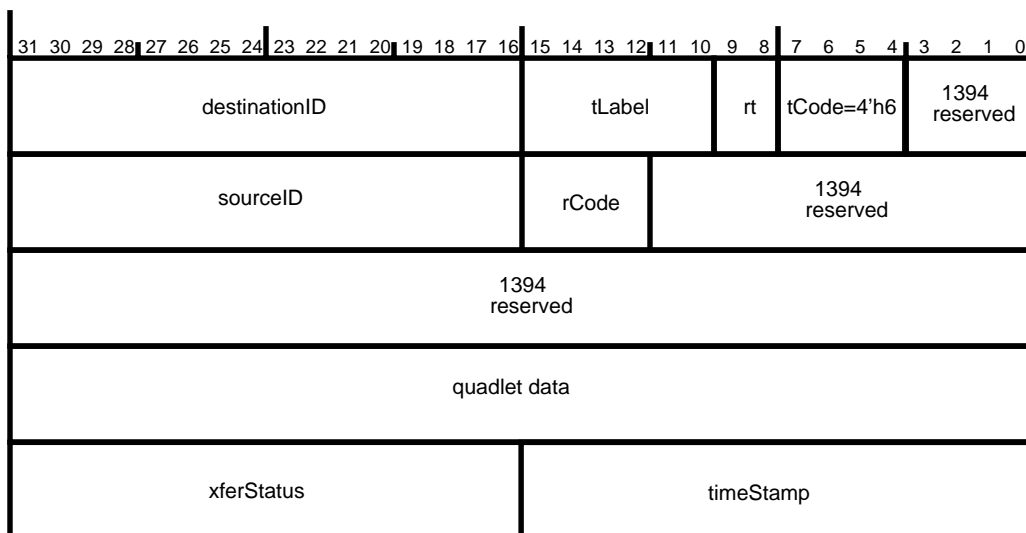 31 30 29 28 27 26 25 24 23 22 21 20 19 18 17 16 15 14 13 12 11 10 9 8 7 6 5 4 3 2 1 0
destinationID tLabel rt tCode=4’h6 1394
reserved
sourceID rCode 1394
reserved
1394
reserved
quadlet data
xferStatus timeStamp